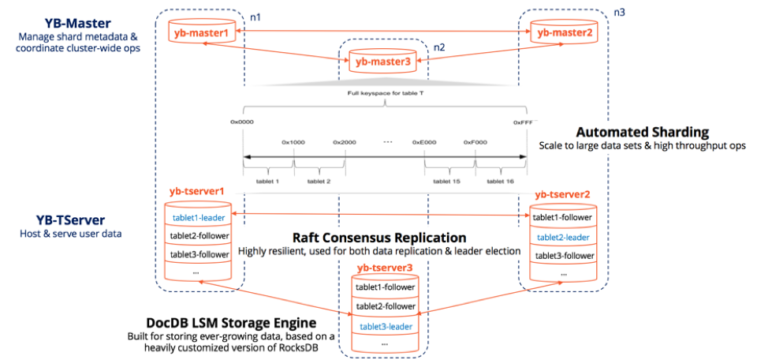 YB-Master
Manage shard metadata &
coordinate cluster-wide ops
n1
yb-master1
n2
yb-master3
n3
yb-master2
Full keyspace for table T
0x0000
0xFFF
0x1000
0x2000
---
0xE000
0xF000
tablet 1
tablet 2
tablet 15
tablet 16
Automated Sharding
Scale to large data sets & high throughput ops
YB-TServer
Host & serve user data
yb-tserver1
tablet1-leader
tablet2-follower
tablet3-follower
...
yb-tserver2
tablet1-follower
tablet2-leader
tablet3-follower
...
Raft Consensus Replication
Highly resilient, used for both data replication & leader election
yb-tserver3
tablet1-follower
tablet2-follower
tablet3-leader
...
DocDB LSM Storage Engine
Built for storing ever-growing data, based on a
heavily customized version of RocksDB